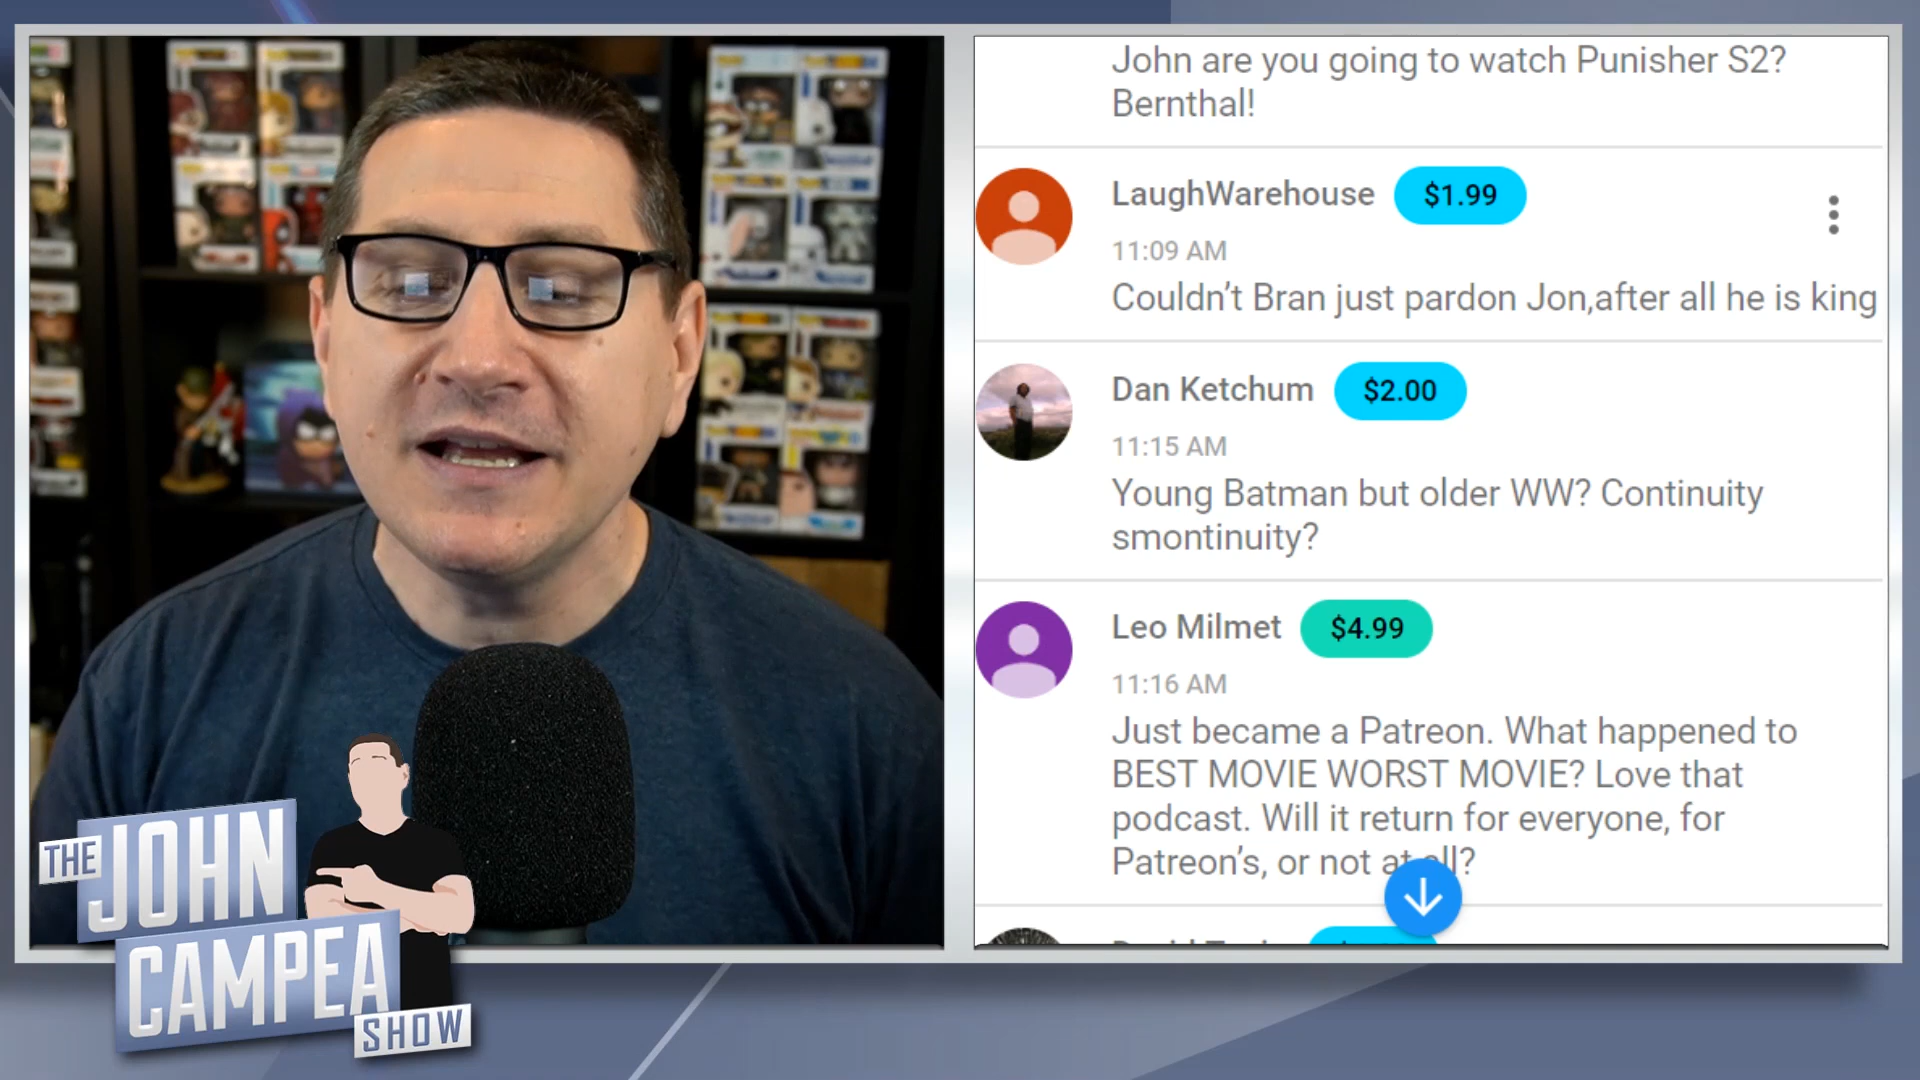 John are you going to watch Punisher S2?
Bernthal!
LaughWarehouse $1.99
11:09 AM
Couldn't Bran just pardon Jon,after all he is king
Dan Ketchum $2.00
11:15 AM
Young Batman but older WW? Continuity
smontinuity?
Leo Milmet $4.99
11:16 AM
Just became a Patreon. What happened to
BEST MOVIE WORST MOVIE? Love that
podcast. Will it return for everyone, for
Patreon's, or not at all?
THE
JOHN
CAMPEA
SHOW